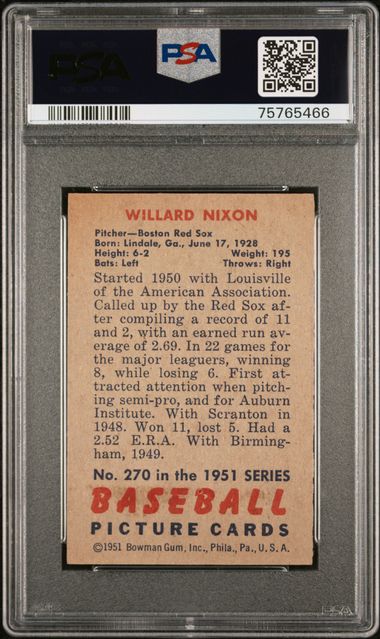 PSA
PSA
75765466
WILLARD NIXON
Pitcher—Boston Red Sox
Born: Lindale, Ga., June 17, 1928
Height: 6-2 Weight: 195
Bats: Left Throws: Right
Started 1950 with Louisville
of the American Association.
Called up by the Red Sox af-
ter compiling a record of 11
and 2, with an earned run av-
erage of 2.69. In 22 games for
the major leaguers, winning
8, while losing 6. First at-
tracted attention when pitch-
ing semi-pro, and for Auburn
Institute. With Scranton in
1948. Won 11, lost 5. Had a
2.52 E.R.A. With Birming-
ham, 1949.
No. 270 in the 1951 SERIES
BASEBALL
PICTURE CARDS
©1951 Bowman Gum, Inc., Phila., Pa., U. S. A.
PSA